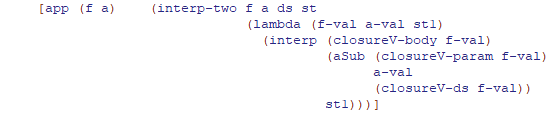 [app (f a) (interp-two f a ds st
(lambda (f-val a-val st1)
(interp (closureV-body f-val)
(aSub (closureV-param f-val)
a-val
(closureV-ds f-val))
st1)))]